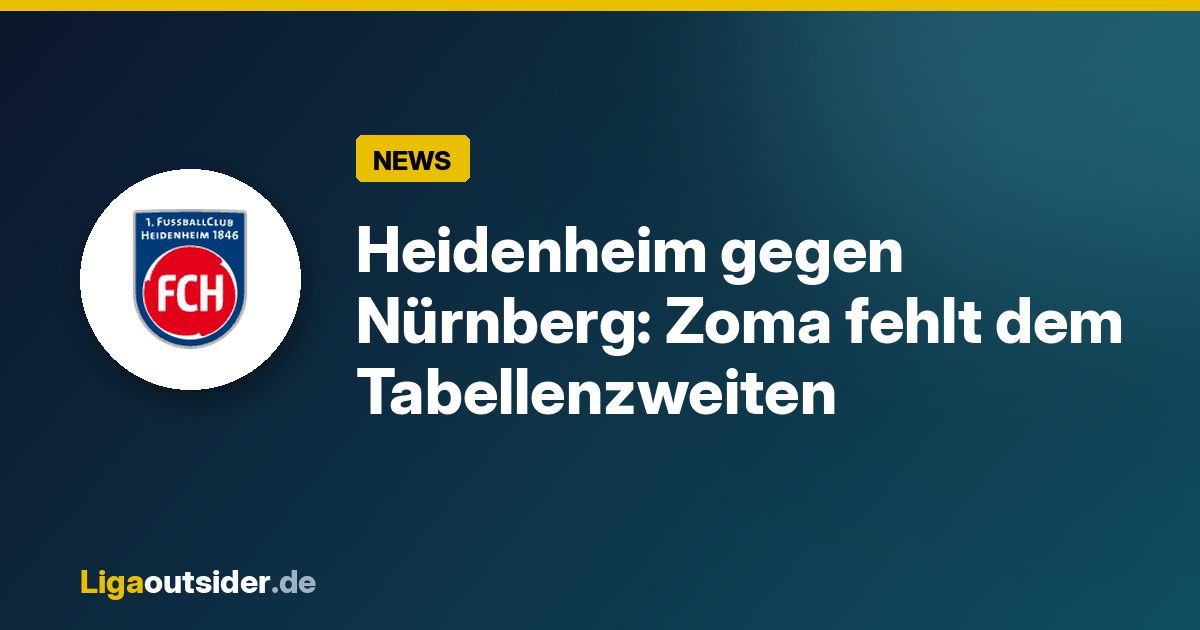 1. FUSSBALLCLUB
HEIDENHEIM 1846
FCH
NEWS
Heidenheim gegen
Nürnberg: Zoma fehlt dem
Tabellenzweiten
Ligaoutsider.de